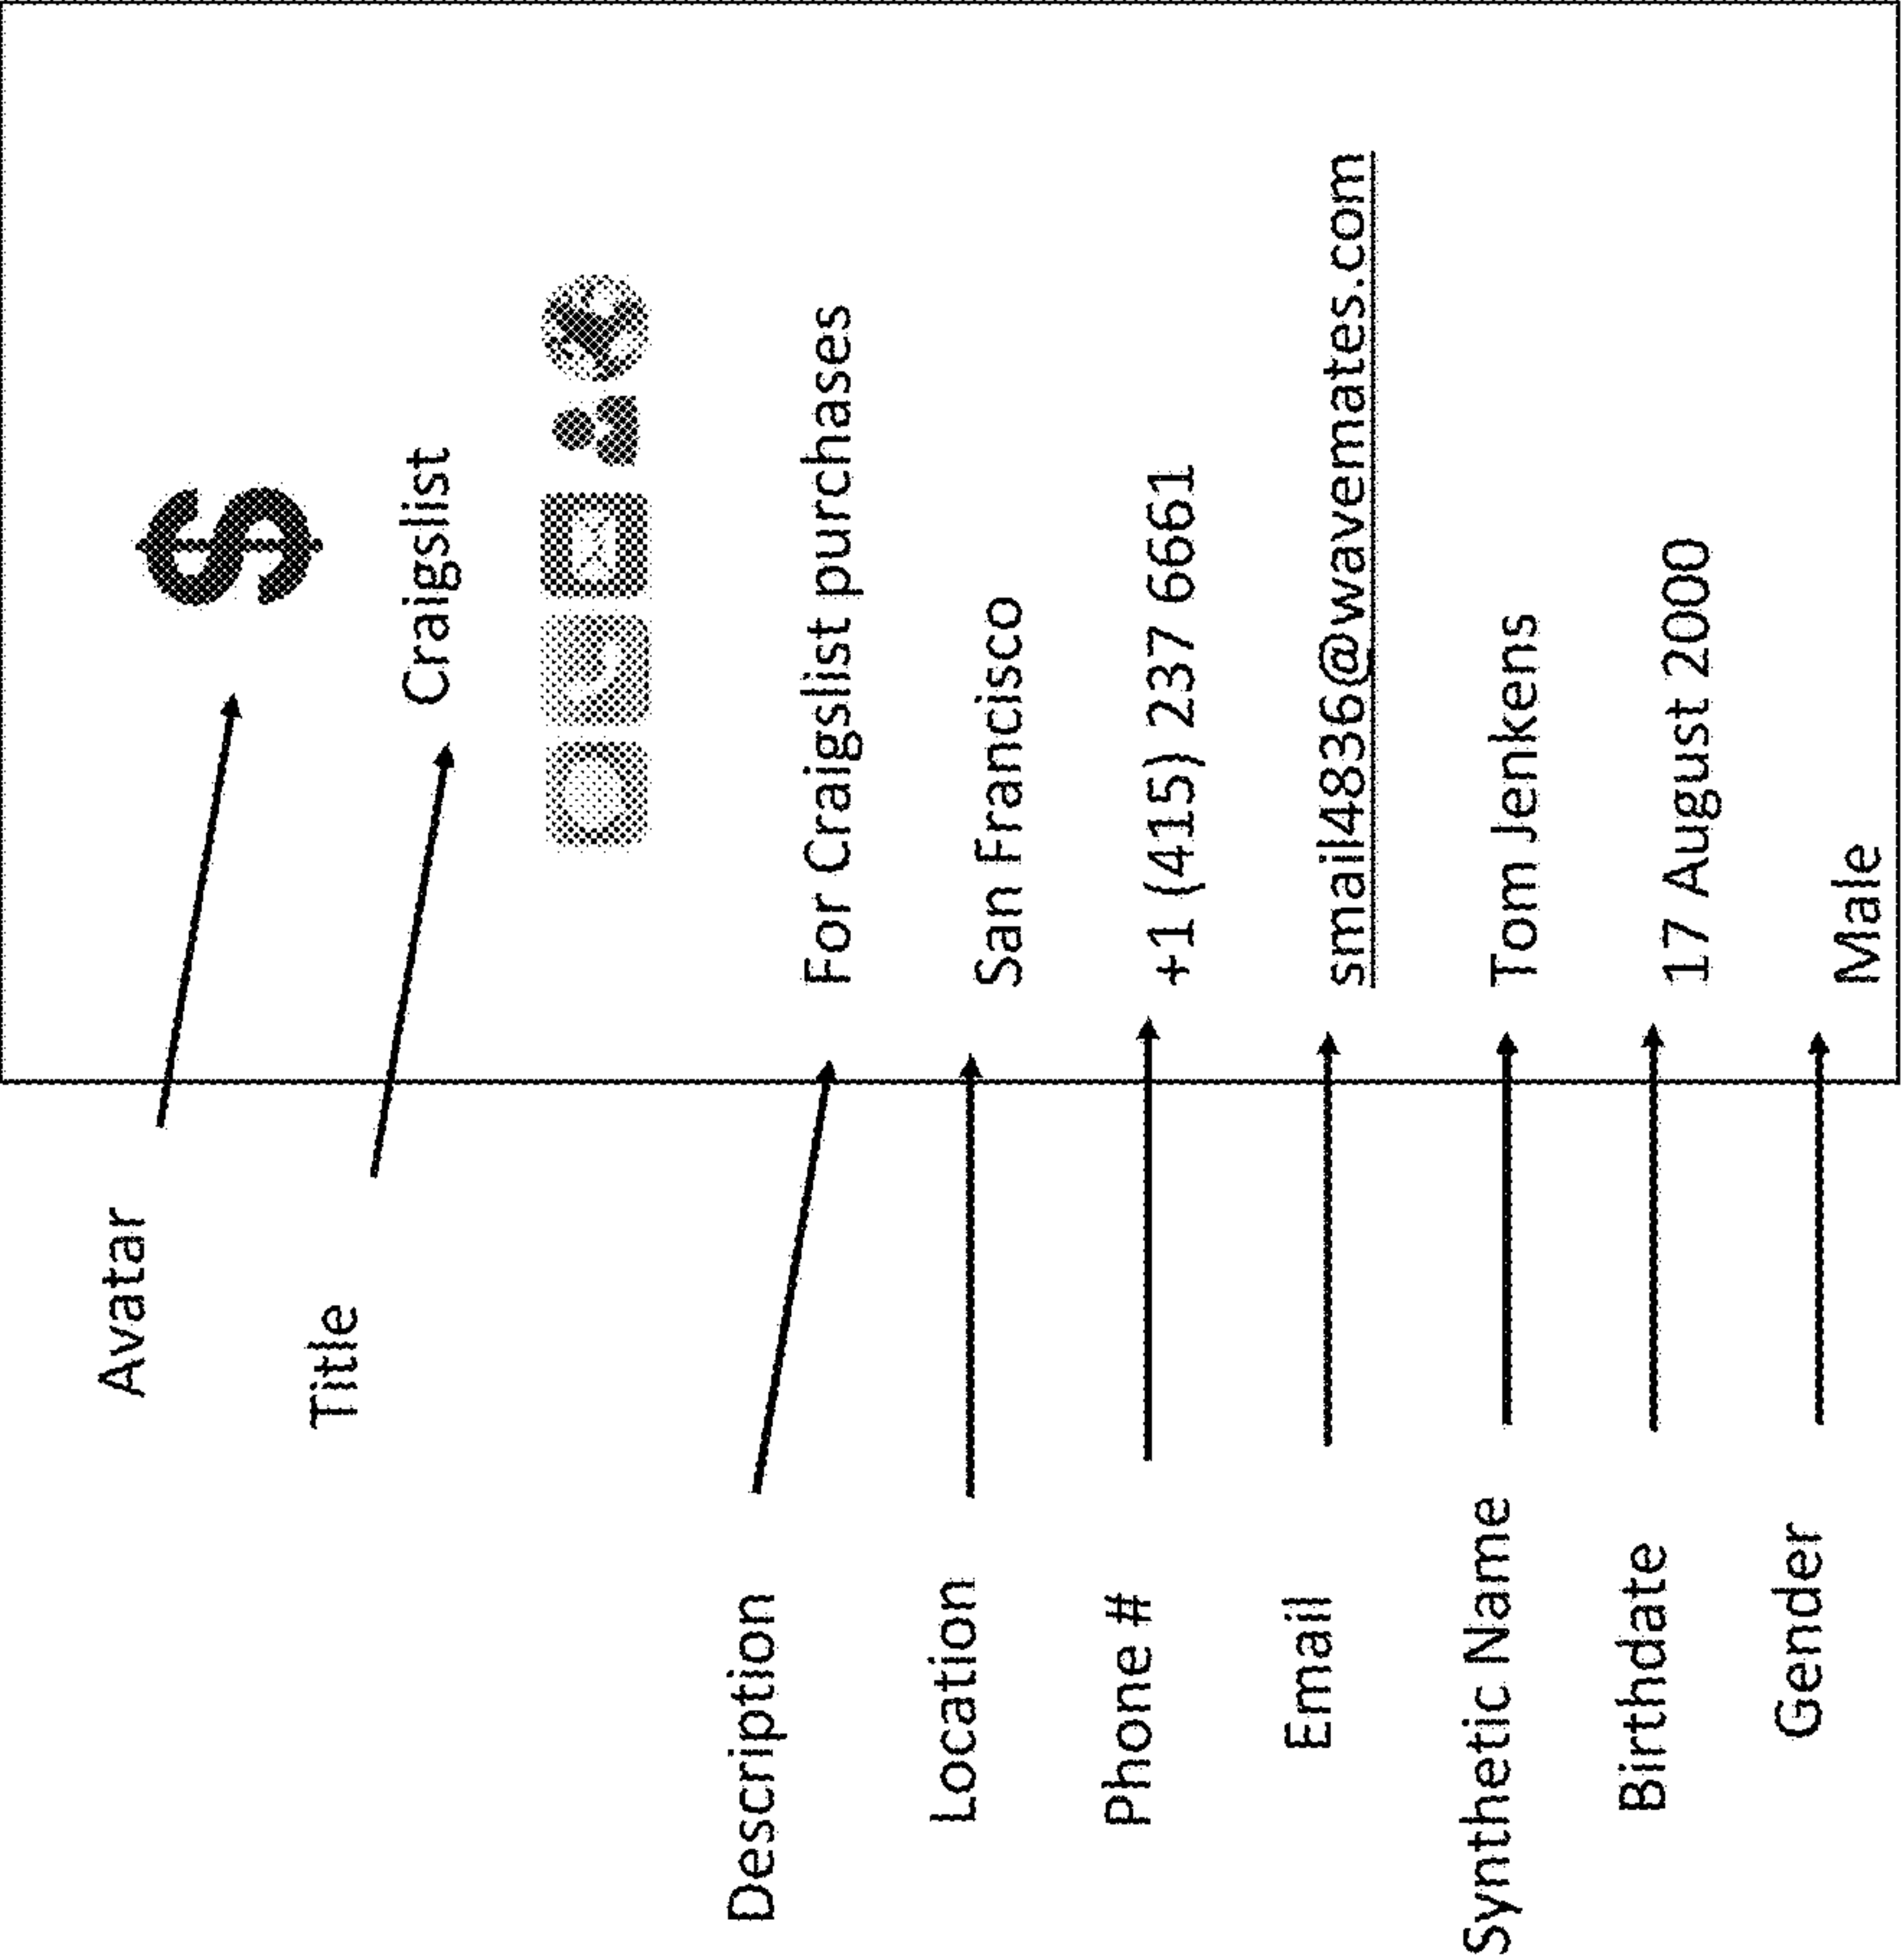 Avatar
$
Title
Craigslist
Description
For Craigslist purchases
Location
San Francisco
Phone #
+1 (415) 237 6661
Email
smail4836@wavemates.com
Synthetic Name
Tom Jenkens
Birthdate
17 August 2000
Gender
Male